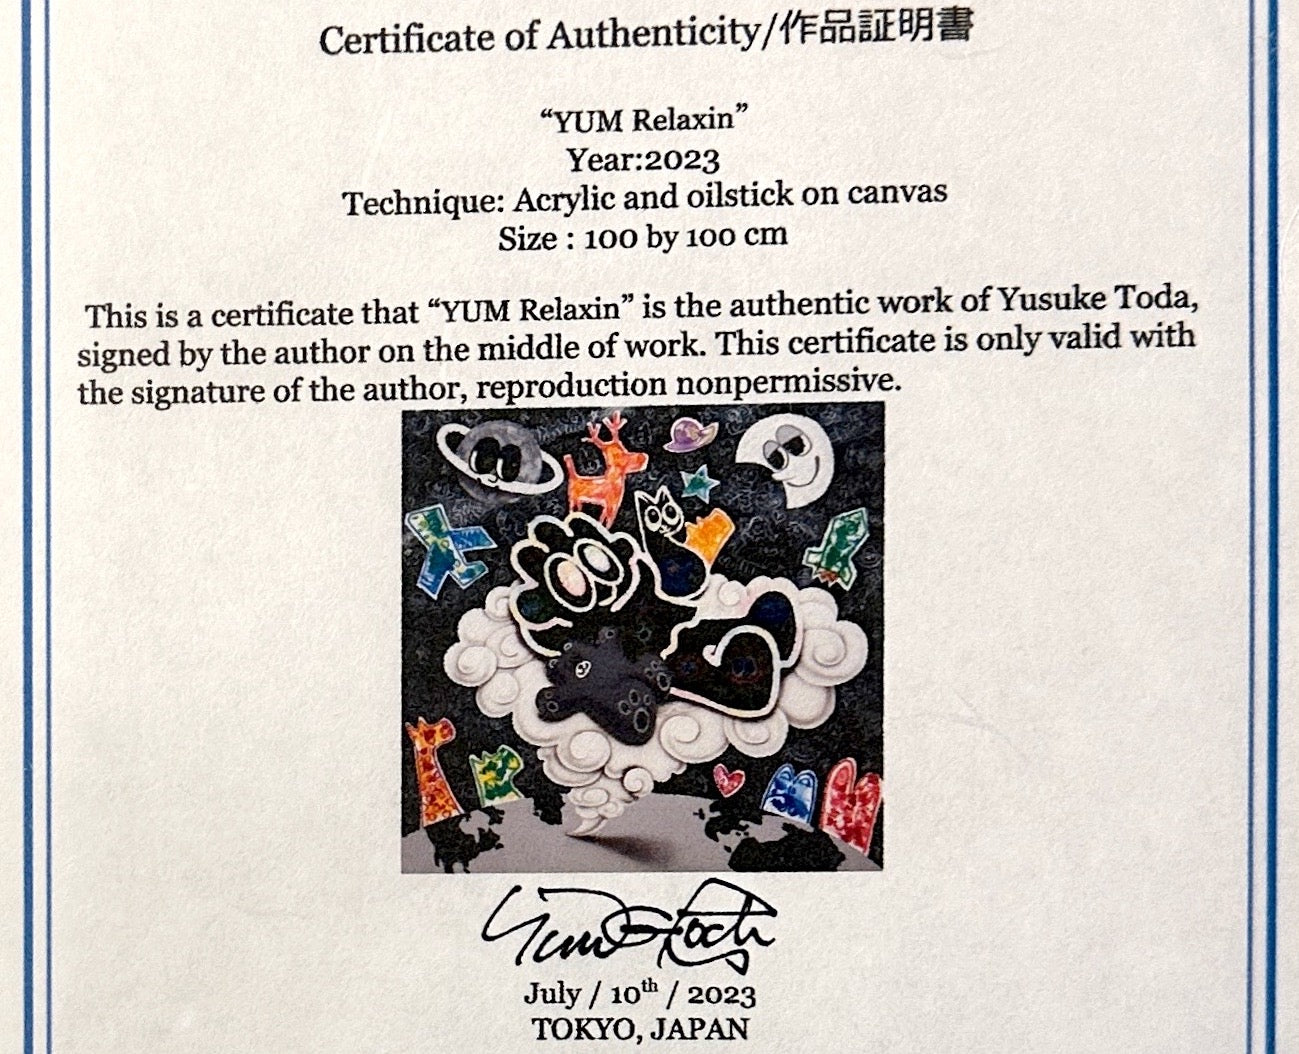 Certificate of Authenticity/作品証明書
“YUM Relaxin”
Year:2023
Technique: Acrylic and oilstick on canvas
Size : 100 by 100 cm
This is a certificate that “YUM Relaxin” is the authentic work of Yusuke Toda,
signed by the author on the middle of work. This certificate is only valid with
the signature of the author, reproduction nonpermissive.
July / 10th / 2023
TOKYO, JAPAN